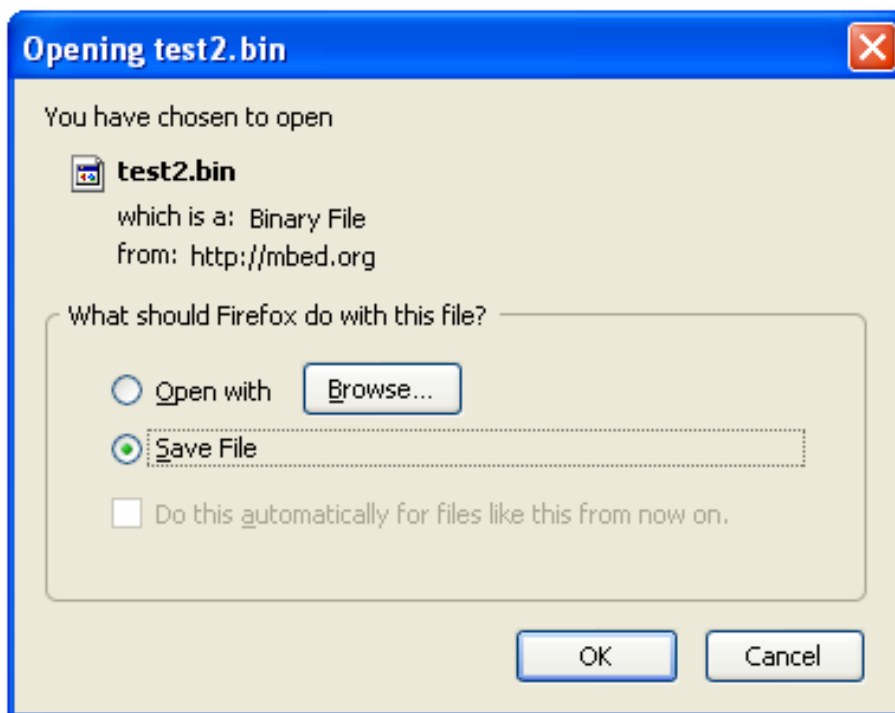 Opening test2.bin
You have chosen to open
test2.bin
which is a: Binary File
from: http://mbed.org
What should Firefox do with this file?
Open with Browse...
Save File
Do this automatically for files like this from now on.
OK Cancel